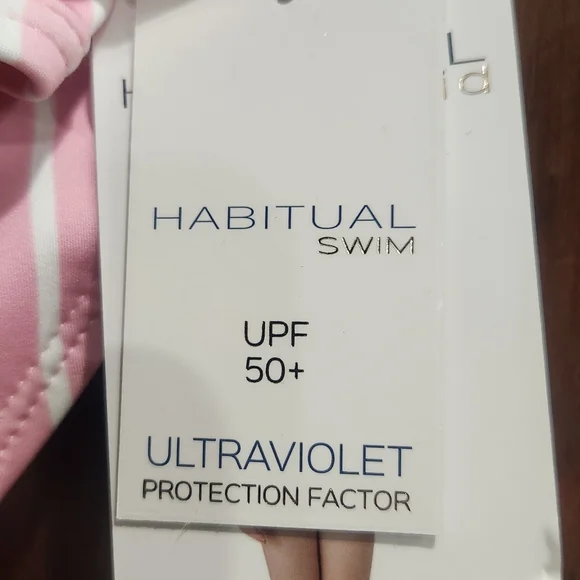 HABITUAL
SWIM
UPF
50+
ULTRAVIOLET
PROTECTION FACTOR